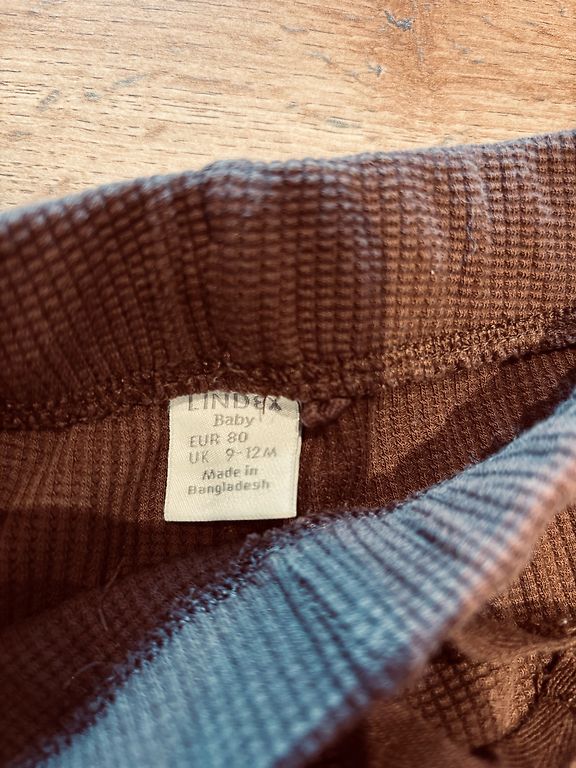 LINDEX
Baby
EUR 80
UK 9-12M
Made in
Bangladesh